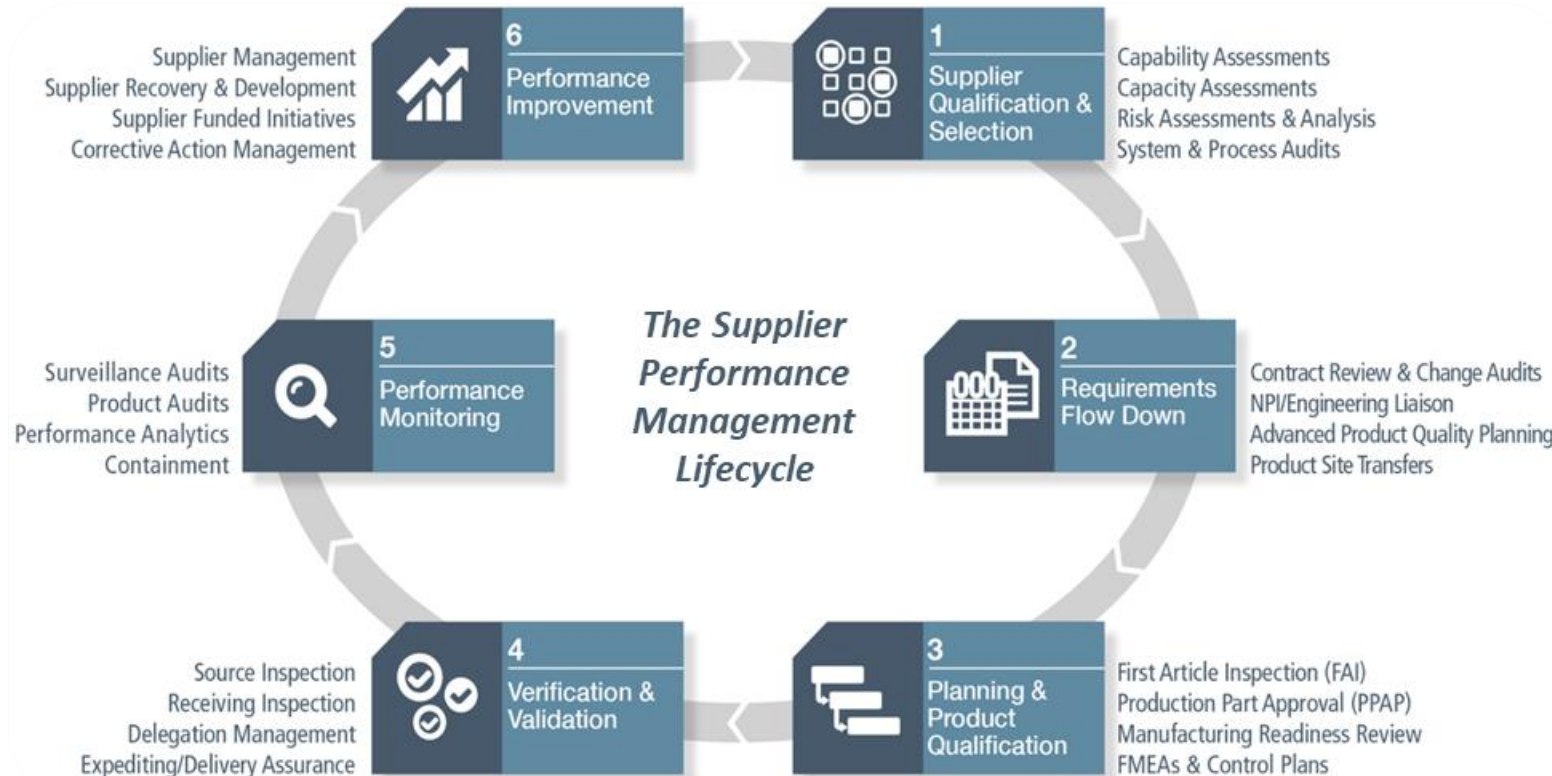 The Supplier
Performance
Management
Lifecycle
1
Supplier
Qualification &
Selection
Capability Assessments
Capacity Assessments
Risk Assessments & Analysis
System & Process Audits
2
Requirements
Flow Down
Contract Review & Change Audits
NPI/Engineering Liaison
Advanced Product Quality Planning
Product Site Transfers
3
Planning &
Product
Qualification
First Article Inspection (FAI)
Production Part Approval (PPAP)
Manufacturing Readiness Review
FMEAs & Control Plans
4
Verification &
Validation
Source Inspection
Receiving Inspection
Delegation Management
Expediting/Delivery Assurance
5
Performance
Monitoring
Surveillance Audits
Product Audits
Performance Analytics
Containment
6
Performance
Improvement
Supplier Management
Supplier Recovery & Development
Supplier Funded Initiatives
Corrective Action Management